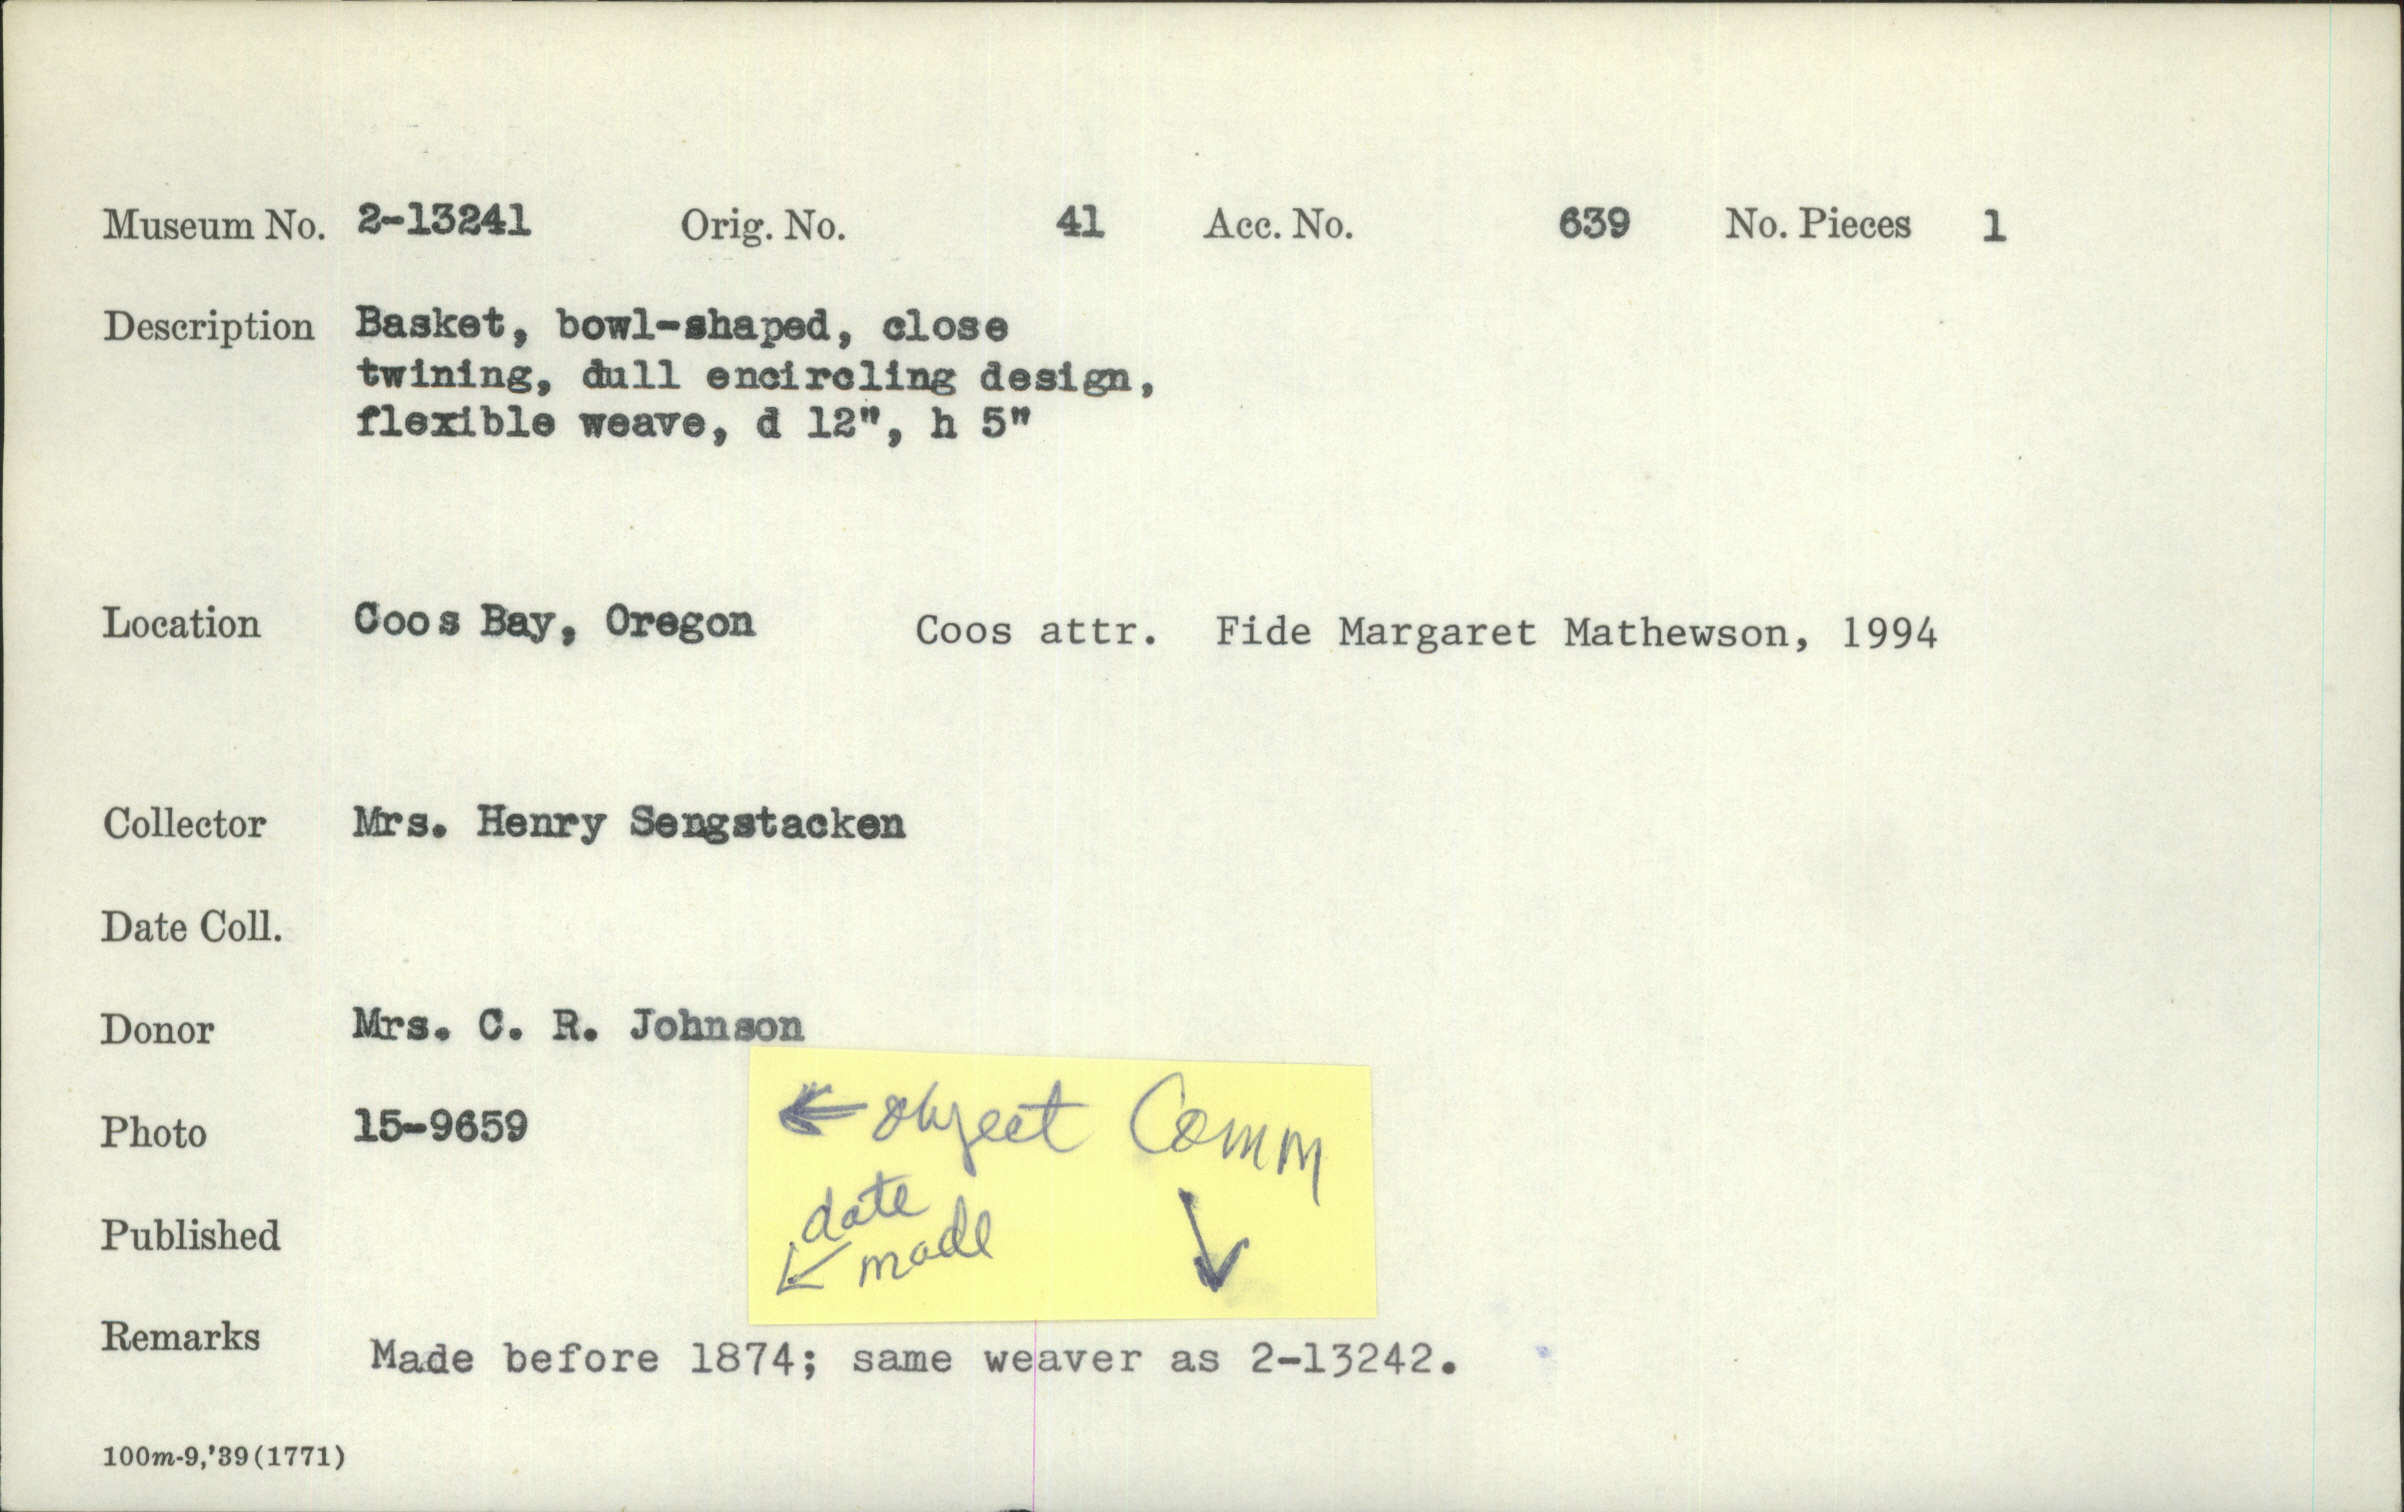 Museum No. 2-13241 Orig. No. 41 Acc. No. 639 No. Pieces 1
Description Basket, bowl-shaped, close
twining, dull encircling design,
flexible weave, d 12", h 5"
Location Coos Bay, Oregon Coos attr. Fide Margaret Mathewson, 1994
Collector Mrs. Henry Sengstacken
Date Coll.
Donor Mrs. C. R. Johnson
Photo 15-9659
← object Comm
date
made
Published
Remarks Made before 1874; same weaver as 2-13242.
100m-9,'39(1771)